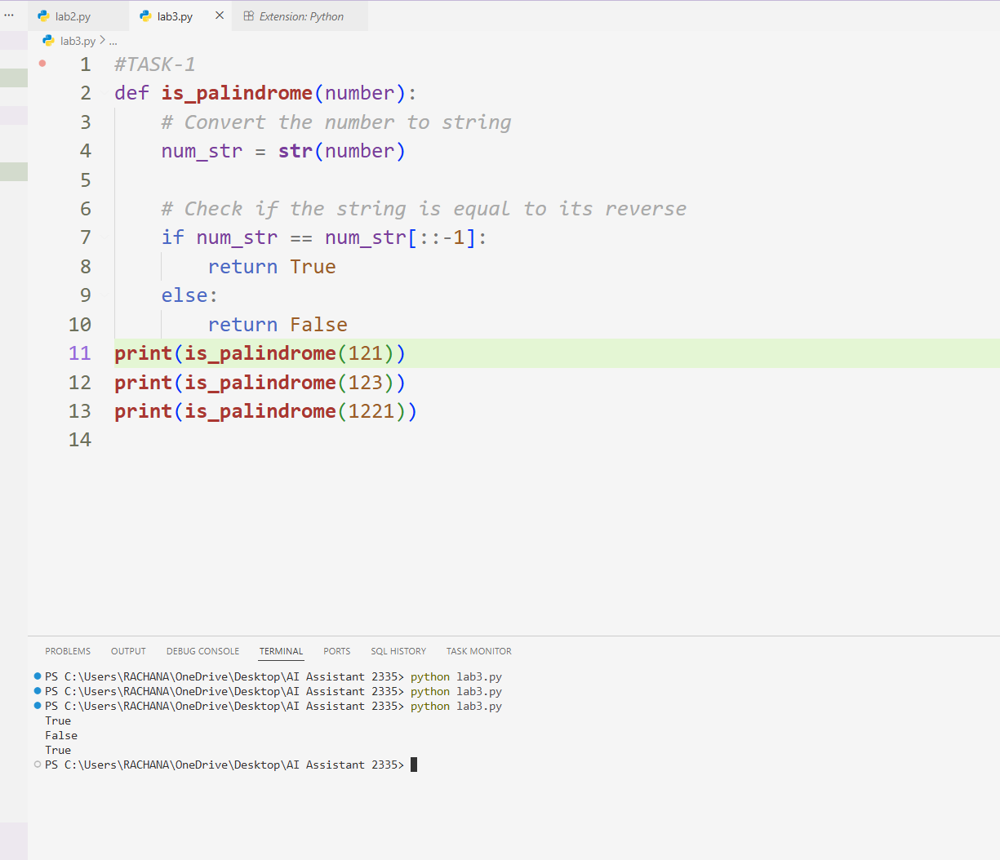 ...
lab2.py
lab3.py ×
Extension: Python
lab3.py > ...
1 #TASK-1
2 def is_palindrome(number):
3     # Convert the number to string
4     num_str = str(number)
5
6     # Check if the string is equal to its reverse
7     if num_str == num_str[::-1]:
8         return True
9     else:
10         return False
11 print(is_palindrome(121))
12 print(is_palindrome(123))
13 print(is_palindrome(1221))
14
PROBLEMS OUTPUT DEBUG CONSOLE TERMINAL PORTS SQL HISTORY TASK MONITOR
PS C:\Users\RACHANA\OneDrive\Desktop\AI Assistant 2335> python lab3.py
PS C:\Users\RACHANA\OneDrive\Desktop\AI Assistant 2335> python lab3.py
PS C:\Users\RACHANA\OneDrive\Desktop\AI Assistant 2335> python lab3.py
True
False
True
PS C:\Users\RACHANA\OneDrive\Desktop\AI Assistant 2335>